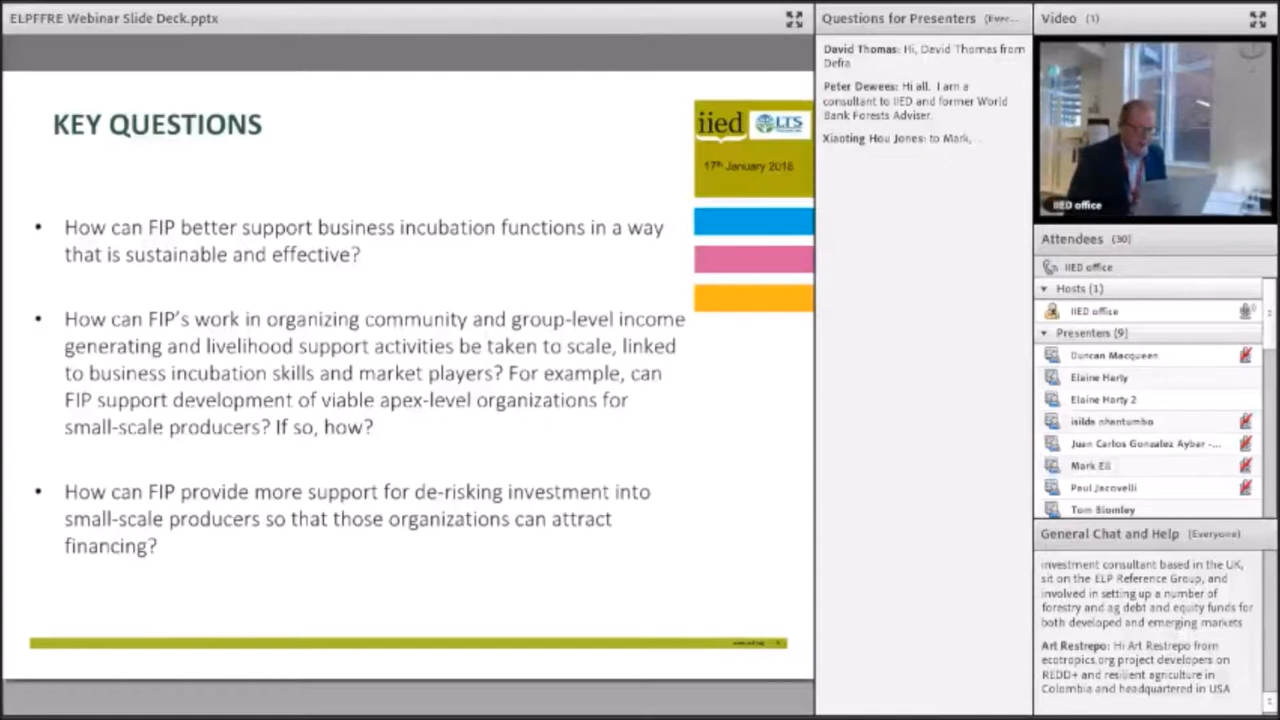 ELPFFRE Webinar Slide Deck.pptx
KEY QUESTIONS
iied
LTS
17th January 2018
• How can FIP better support business incubation functions in a way
that is sustainable and effective?
• How can FIP's work in organizing community and group-level income
generating and livelihood support activities be taken to scale, linked
to business incubation skills and market players? For example, can
FIP support development of viable apex-level organizations for
small-scale producers? If so, how?
• How can FIP provide more support for de-risking investment into
small-scale producers so that those organizations can attract
financing?
Questions for Presenters (Ever...
David Thomas: Hi, David Thomas from
Defra
Peter Dewees: Hi all. I am a
consultant to IIED and former World
Bank Forests Adviser.
Xiaoting Hou Jones: to Mark, ...
Video (1)
IIED office
Attendees (30)
IIED office
Hosts (1)
IIED office
Presenters (9)
Duncan Macqueen
Elaine Harty
Elaine Harty 2
isilda nhantumbo
Juan Carlos Gonzalez Aybar -...
Mark Ell
Paul Jacovelli
Tom Blomley
General Chat and Help (Everyone)
investment consultant based in the UK,
sit on the ELP Reference Group, and
involved in setting up a number of
forestry and ag debt and equity funds for
both developed and emerging markets
Art Restrepo: Hi Art Restrepo from
ecotropics.org project developers on
REDD+ and resilient agriculture in
Colombia and headquartered in USA